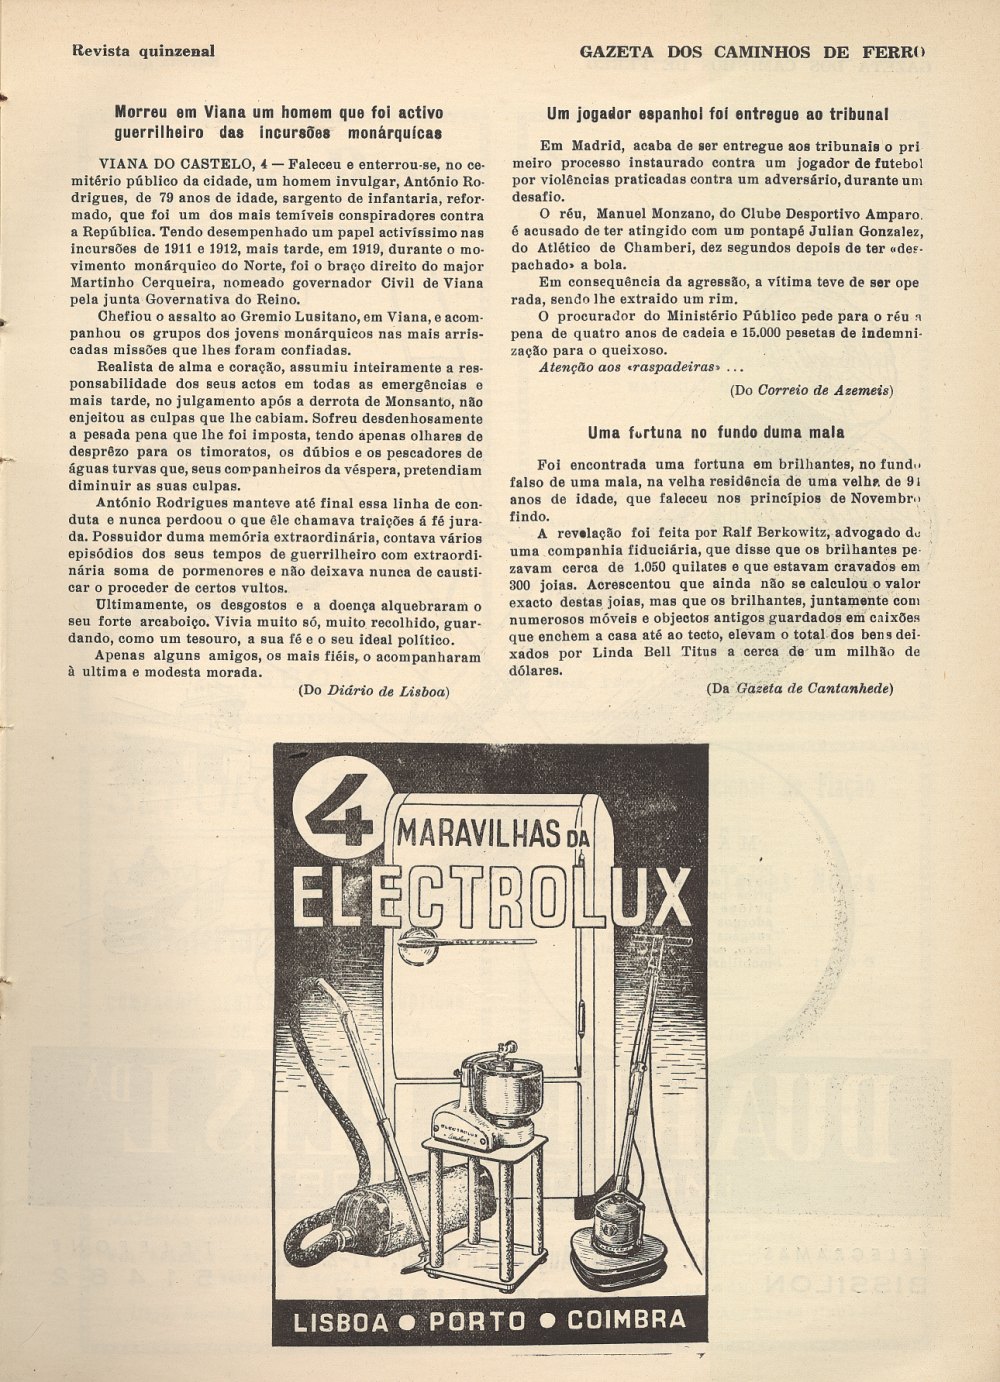 Revista quinzenal
GAZETA DOS CAMINHOS DE FERRO
Morreu em Viana um homem que foi activo
guerrilheiro das incursões monárquicas
VIANA DO CASTELO, 4 — Faleceu e enterrou-se, no ce-
mitério público da cidade, um homem invulgar, António Ro-
drigues, de 79 anos de idade, sargento de infantaria, refor-
mado, que foi um dos mais temíveis conspiradores contra
a República. Tendo desempenhado um papel activíssimo nas
incursões de 1911 e 1912, mais tarde, em 1919, durante o mo-
vimento monárquico do Norte, foi o braço direito do major
Martinho Cerqueira, nomeado governador Civil de Viana
pela junta Governativa do Reino.
Chefiou o assalto ao Gremio Lusitano, em Viana, e acom-
panhou os grupos dos jovens monárquicos nas mais arris-
cadas missões que lhes foram confiadas.
Realista de alma e coração, assumiu inteiramente a res-
ponsabilidade dos seus actos em todas as emergências e
mais tarde, no julgamento após a derrota de Monsanto, não
enjeitou as culpas que lhe cabiam. Sofreu desdenhosamente
a pesada pena que lhe foi imposta, tendo apenas olhares de
desprêzo para os timoratos, os dúbios e os pescadores de
águas turvas que, seus companheiros da véspera, pretendiam
diminuir as suas culpas.
António Rodrigues manteve até final essa linha de con-
duta e nunca perdoou o que êle chamava traições á fé jura-
da. Possuidor duma memória extraordinária, contava vários
episódios dos seus tempos de guerrilheiro com extraordi-
nária soma de pormenores e não deixava nunca de causti-
car o proceder de certos vultos.
Ultimamente, os desgostos e a doença alquebraram o
seu forte arcaboiço. Vivia muito só, muito recolhido, guar-
dando, como um tesouro, a sua fé e o seu ideal político.
Apenas alguns amigos, os mais fiéis, o acompanharam
à ultima e modesta morada.
(Do Diário de Lisboa)
Um jogador espanhol foi entregue ao tribunal
Em Madrid, acaba de ser entregue aos tribunais o pri
meiro processo instaurado contra um jogador de futebol
por violências praticadas contra um adversário, durante um
desafio.
O réu, Manuel Monzano, do Clube Desportivo Amparo.
é acusado de ter atingido com um pontapé Julian Gonzalez,
do Atlético de Chamberi, dez segundos depois de ter «des-
pachado» a bola.
Em consequência da agressão, a vítima teve de ser ope
rada, sendo lhe extraido um rim.
O procurador do Ministério Público pede para o réu a
pena de quatro anos de cadeia e 15.000 pesetas de indemni-
zação para o queixoso.
Atenção aos «raspadeiras» ...
(Do Correio de Azemeis)
Uma fortuna no fundo duma mala
Foi encontrada uma fortuna em brilhantes, no fundo
falso de uma mala, na velha residência de uma velha de 91
anos de idade, que faleceu nos princípios de Novembro
findo.
A revelação foi feita por Ralf Berkowitz, advogado de
uma companhia fiduciária, que disse que os brilhantes pe-
zavam cerca de 1.050 quilates e que estavam cravados em
300 joias. Acrescentou que ainda não se calculou o valor
exacto destas joias, mas que os brilhantes, juntamente com
numerosos móveis e objectos antigos guardados em caixões
que enchem a casa até ao tecto, elevam o total dos bens dei-
xados por Linda Bell Titus a cerca de um milhão de
dólares.
(Da Gazeta de Cantanhede)
4
MARAVILHAS DA
ELECTROLUX
ELECTROLUX
ELECTROLUX
LISBOA ● PORTO ● COIMBRA